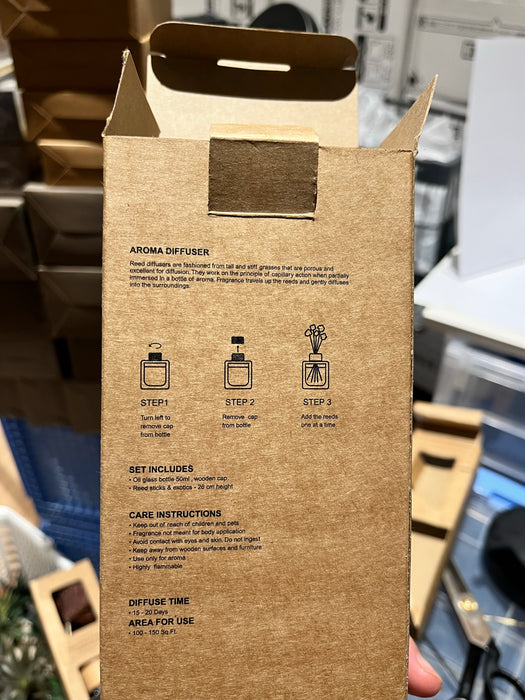 AROMA DIFFUSER
Reed diffusers are fashioned from tall and stiff grasses that are porous and
excellent for diffusion. They work on the principle of capillary action when partially
immersed in a bottle of aroma. Fragrance travels up the reeds and gently diffuses
into the surroundings.
STEP1
Turn left to
remove cap
from bottle
STEP 2
Remove cap
from bottle
STEP 3
Add the reeds
one at a time
SET INCLUDES
• Oil glass bottle 50ml , wooden cap
• Reed sticks & exotics - 26 cm height
CARE INSTRUCTIONS
• Keep out of reach of children and pets
• Fragrance not meant for body application
• Avoid contact with eyes and skin. Do not ingest
• Keep away from wooden surfaces and furniture
• Use only for aroma
• Highly flammable
DIFFUSE TIME
• 15 - 20 Days
AREA FOR USE
• 100 - 150 Sq.Ft.